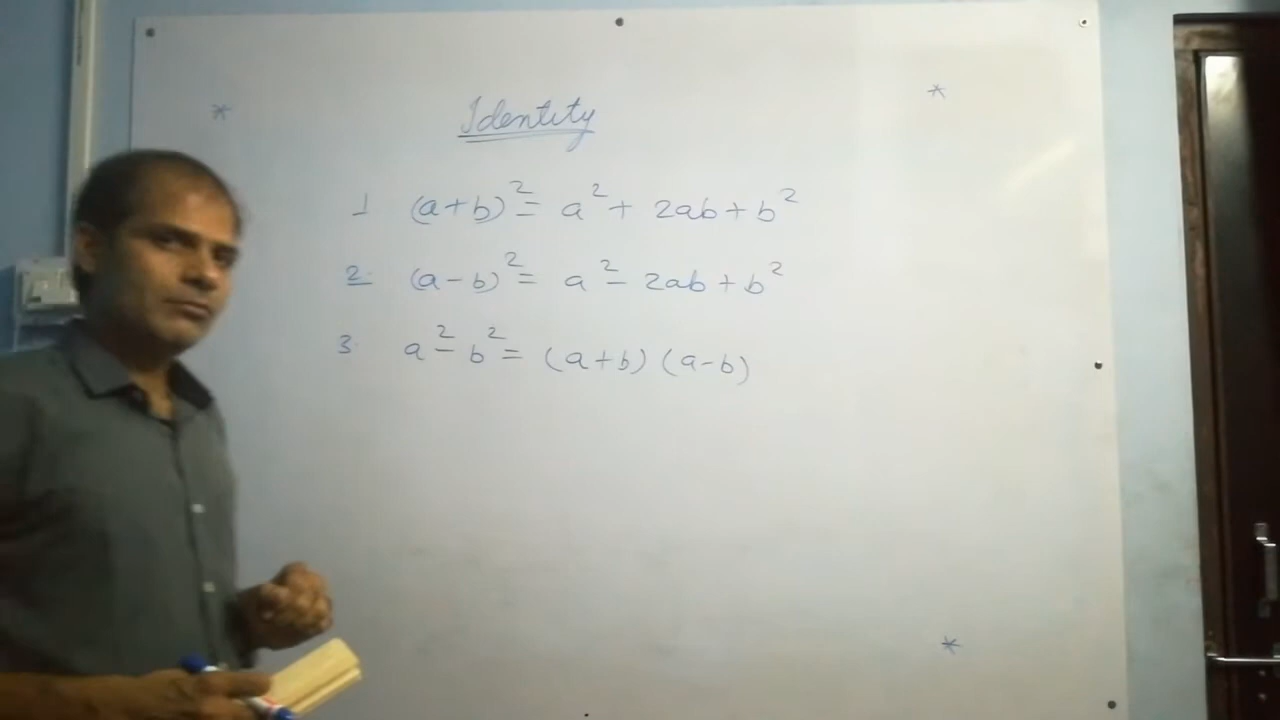 Identity
1 (a+b)² = a² + 2ab + b²
2. (a-b)² = a² - 2ab + b²
3. a² - b² = (a+b) (a-b)